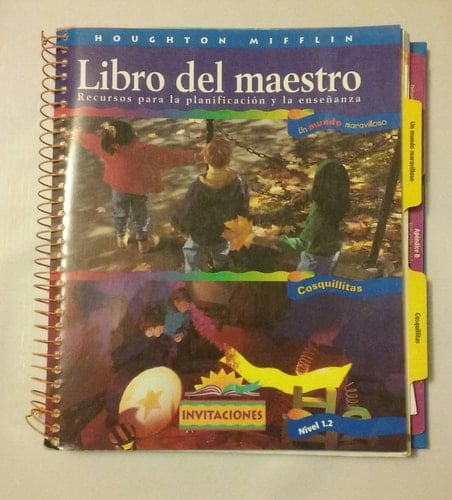 HOUGHTON MIFFLIN
Libro del maestro
Recursos para la planificación y la enseñanza
Un mundo maravilloso
Cosquillitas
INVITACIONES
Nivel 1.2
Un mundo maravilloso
Apéndice B
Cosquillitas